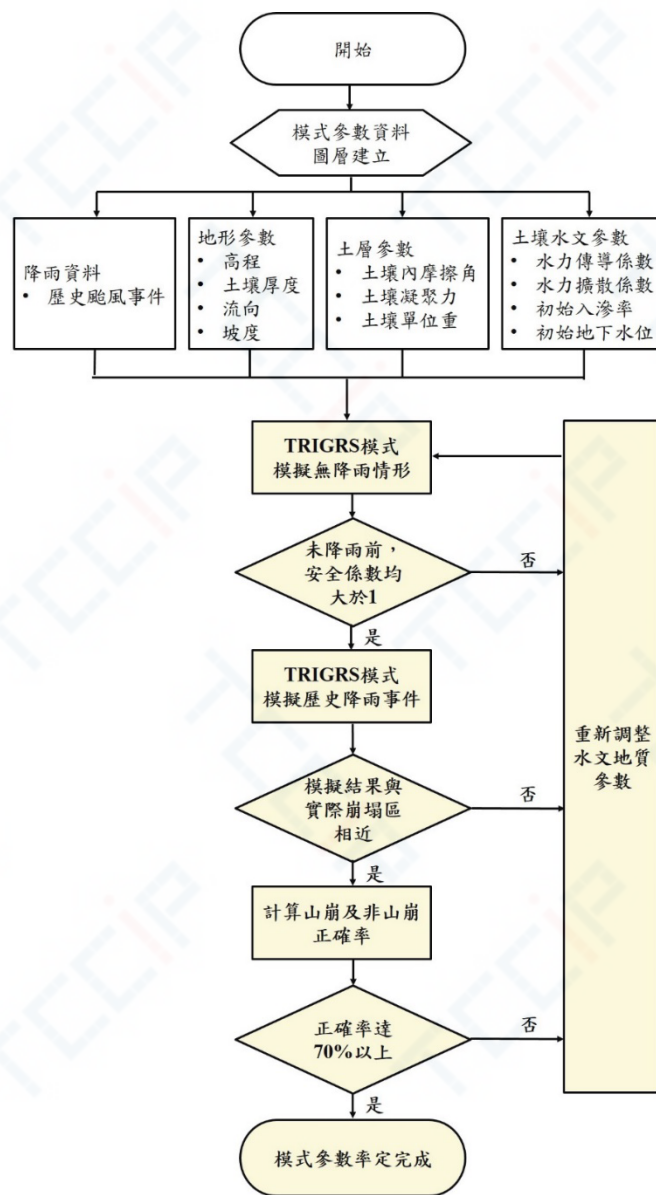 開始
模式參數資料
圖層建立
降雨資料
• 歷史颱風事件
地形參數
• 高程
• 土壤厚度
• 流向
• 坡度
土層參數
• 土壤內摩擦角
• 土壤凝聚力
• 土壤單位重
土壤水文參數
• 水力傳導係數
• 水力擴散係數
• 初始入滲率
• 初始地下水位
TRIGRS模式
模擬無降雨情形
未降雨前，
安全係數均
大於1
否
是
TRIGRS模式
模擬歷史降雨事件
重新調整
水文地質
參數
模擬結果與
實際崩塌區
相近
否
是
計算山崩及非山崩
正確率
正確率達
70%以上
否
是
模式參數率定完成
TCCIP
TCCIP
TCCIP
TCCIP
TCCIP
TCCIP